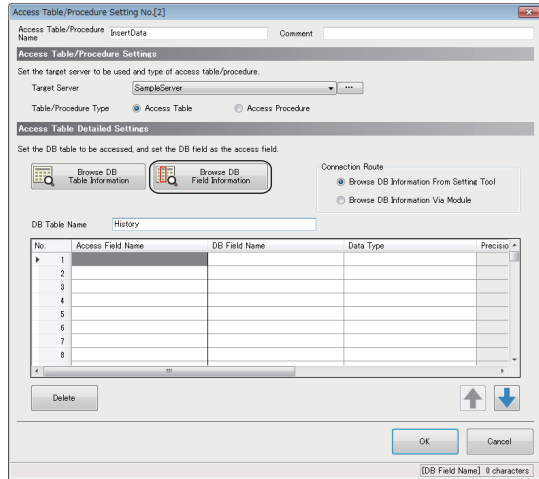 Access Table/Procedure Setting No.[2]
Access Table/Procedure Name
InsertData
Comment
Access Table/Procedure Settings
Set the target server to be used and type of access table/procedure.
Target Server
SampleServer
...
Table/Procedure Type
Access Table
Access Procedure
Access Table Detailed Settings
Set the DB table to be accessed, and set the DB field as the access field.
Browse DB
Table Information
Browse DB
Field Information
Connection Route
Browse DB Information From Setting Tool
Browse DB Information Via Module
DB Table Name
History
No. Access Field Name DB Field Name Data Type Precisio
1
2
3
4
5
6
7
8
Delete
OK
Cancel
[DB Field Name] 0 characters